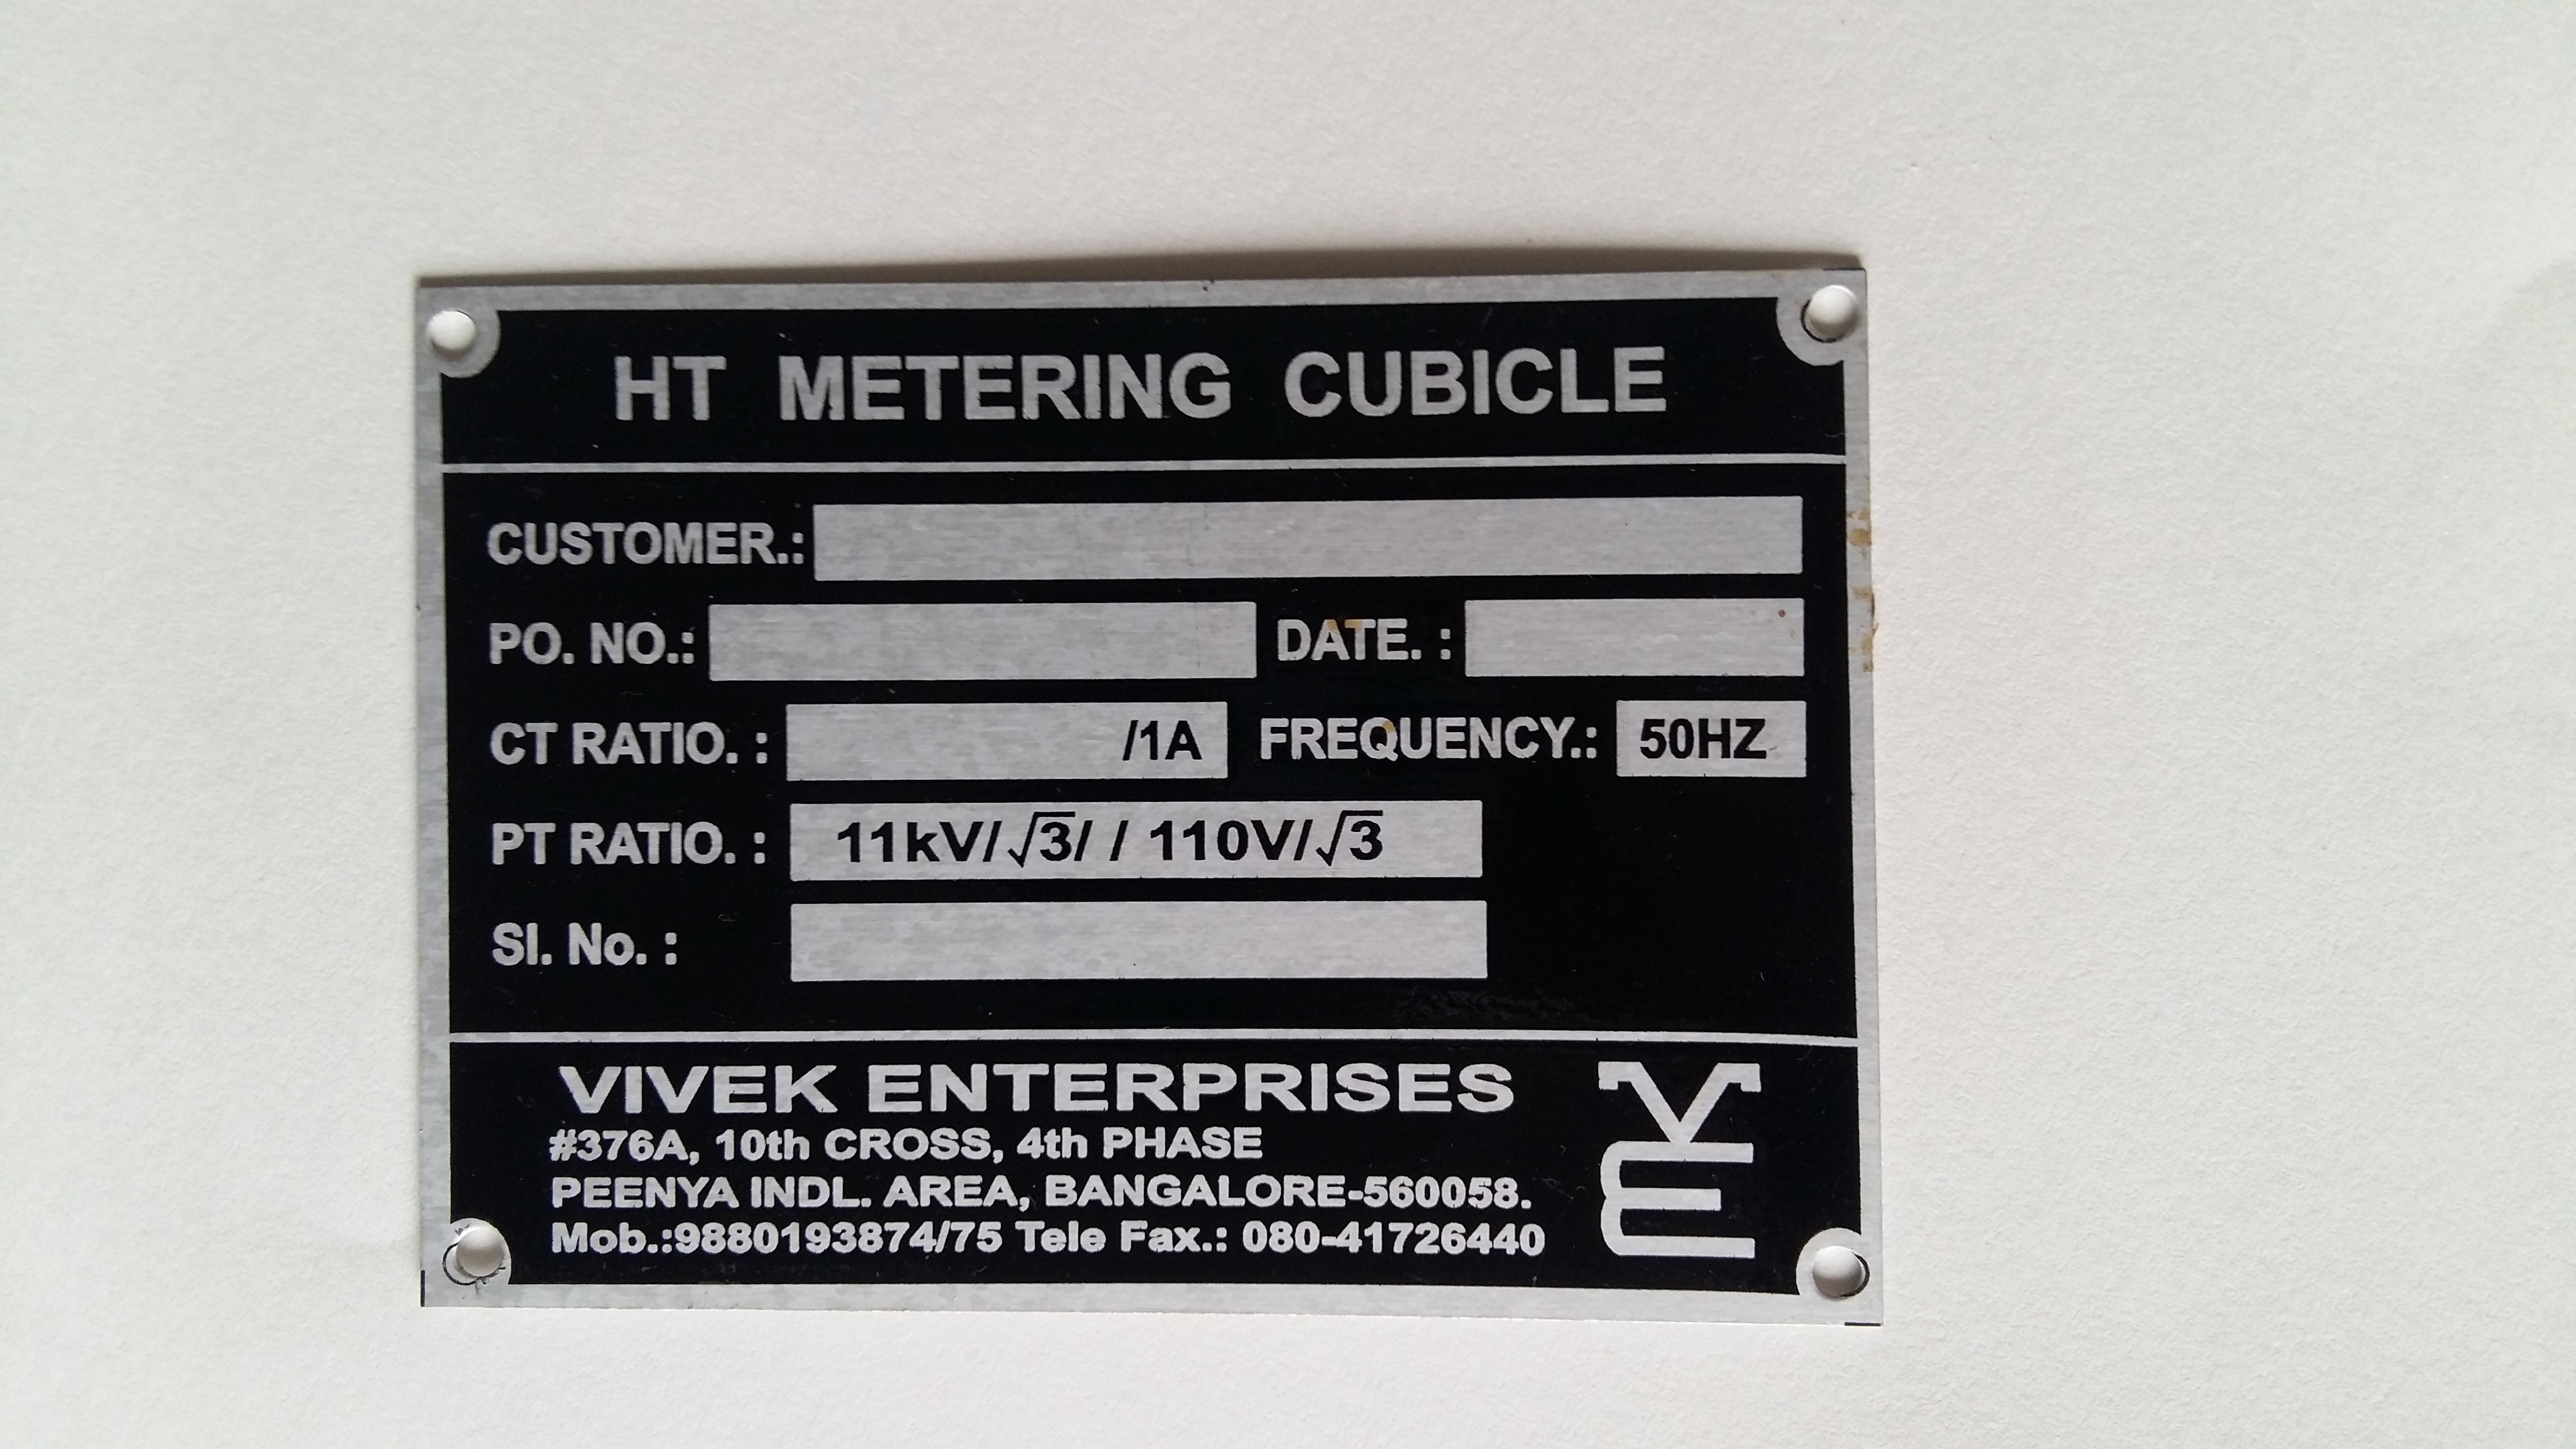 HT METERING CUBICLE
CUSTOMER.:
PO. NO.: DATE. :
CT RATIO. : /1A FREQUENCY.: 50HZ
PT RATIO. : 11kV/√3/ / 110V/√3
Sl. No. :
VIVEK ENTERPRISES
#376A, 10th CROSS, 4th PHASE
PEENYA INDL. AREA, BANGALORE-560058.
Mob.:9880193874/75 Tele Fax.: 080-41726440
VE